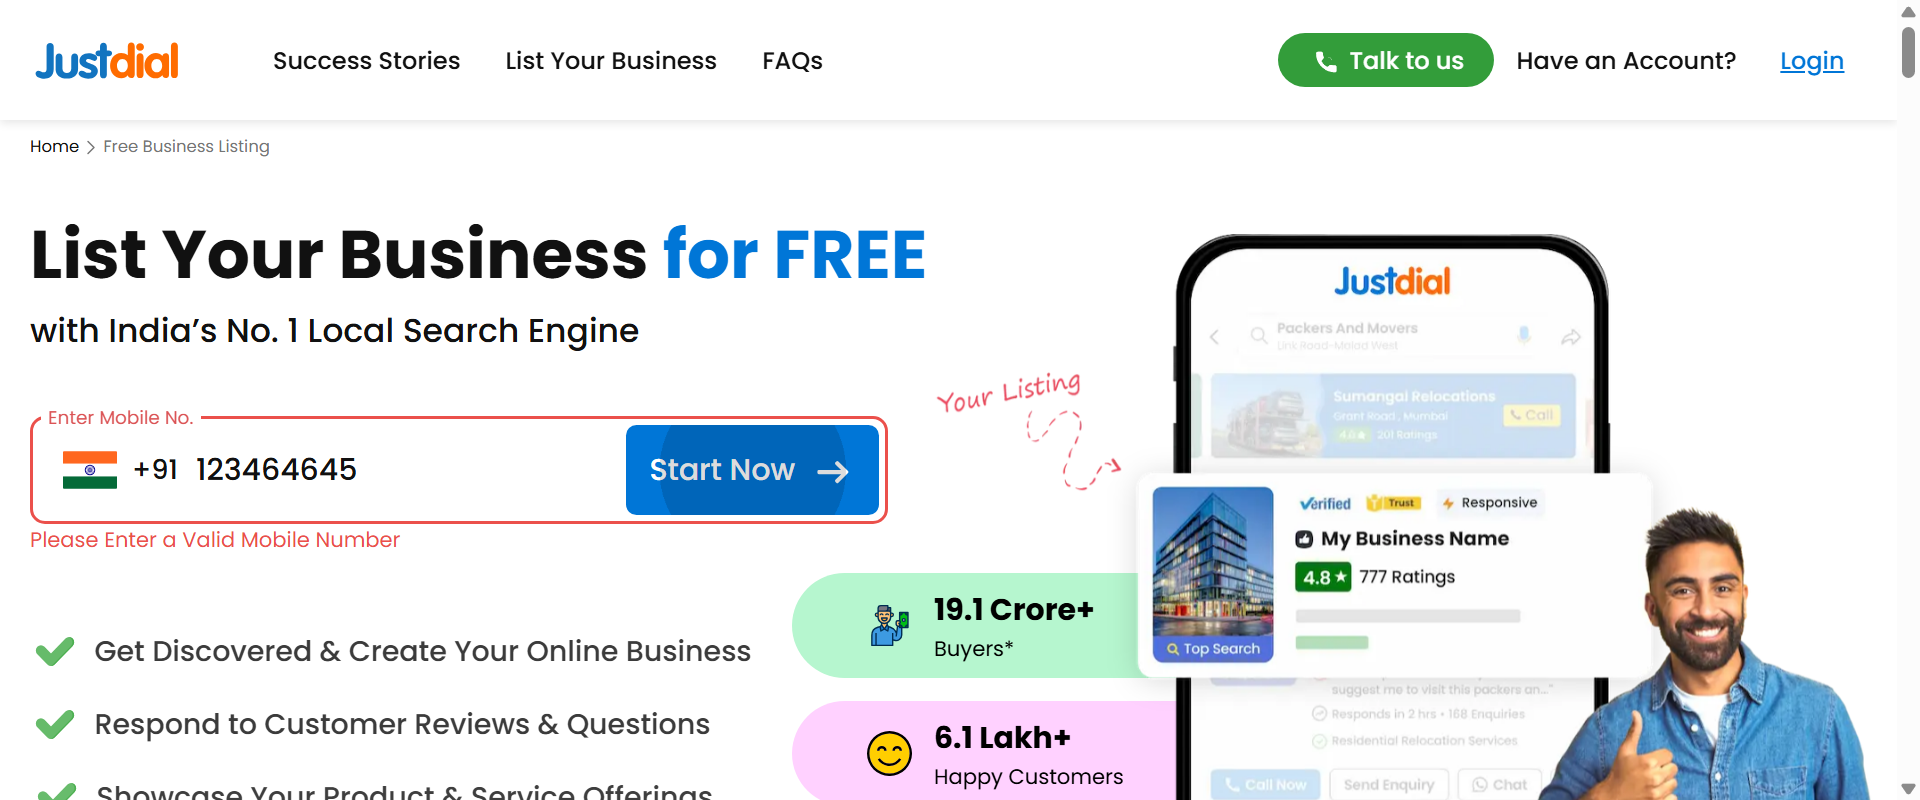 Justdial
Success Stories
List Your Business
FAQs
Talk to us
Have an Account?
Login
Home
Free Business Listing
List Your Business for FREE
with India’s No. 1 Local Search Engine
Enter Mobile No.
+91 123464645
Start Now
Please Enter a Valid Mobile Number
Get Discovered & Create Your Online Business
Respond to Customer Reviews & Questions
Showcase Your Product & Service Offerings
19.1 Crore+
Buyers*
6.1 Lakh+
Happy Customers
Your Listing
Justdial
Packers And Movers
Link Road-Malad West
Sumangal Relocations
Grant Road , Mumbai
Call
4.0 ★ 201 Ratings
Verified
Trust
Responsive
My Business Name
4.8 ★ 777 Ratings
Top Search
suggest me to visit this packers an..."
Responds in 2 hrs • 168 Enquiries
Residential Relocation Services
Call Now
Send Enquiry
Chat